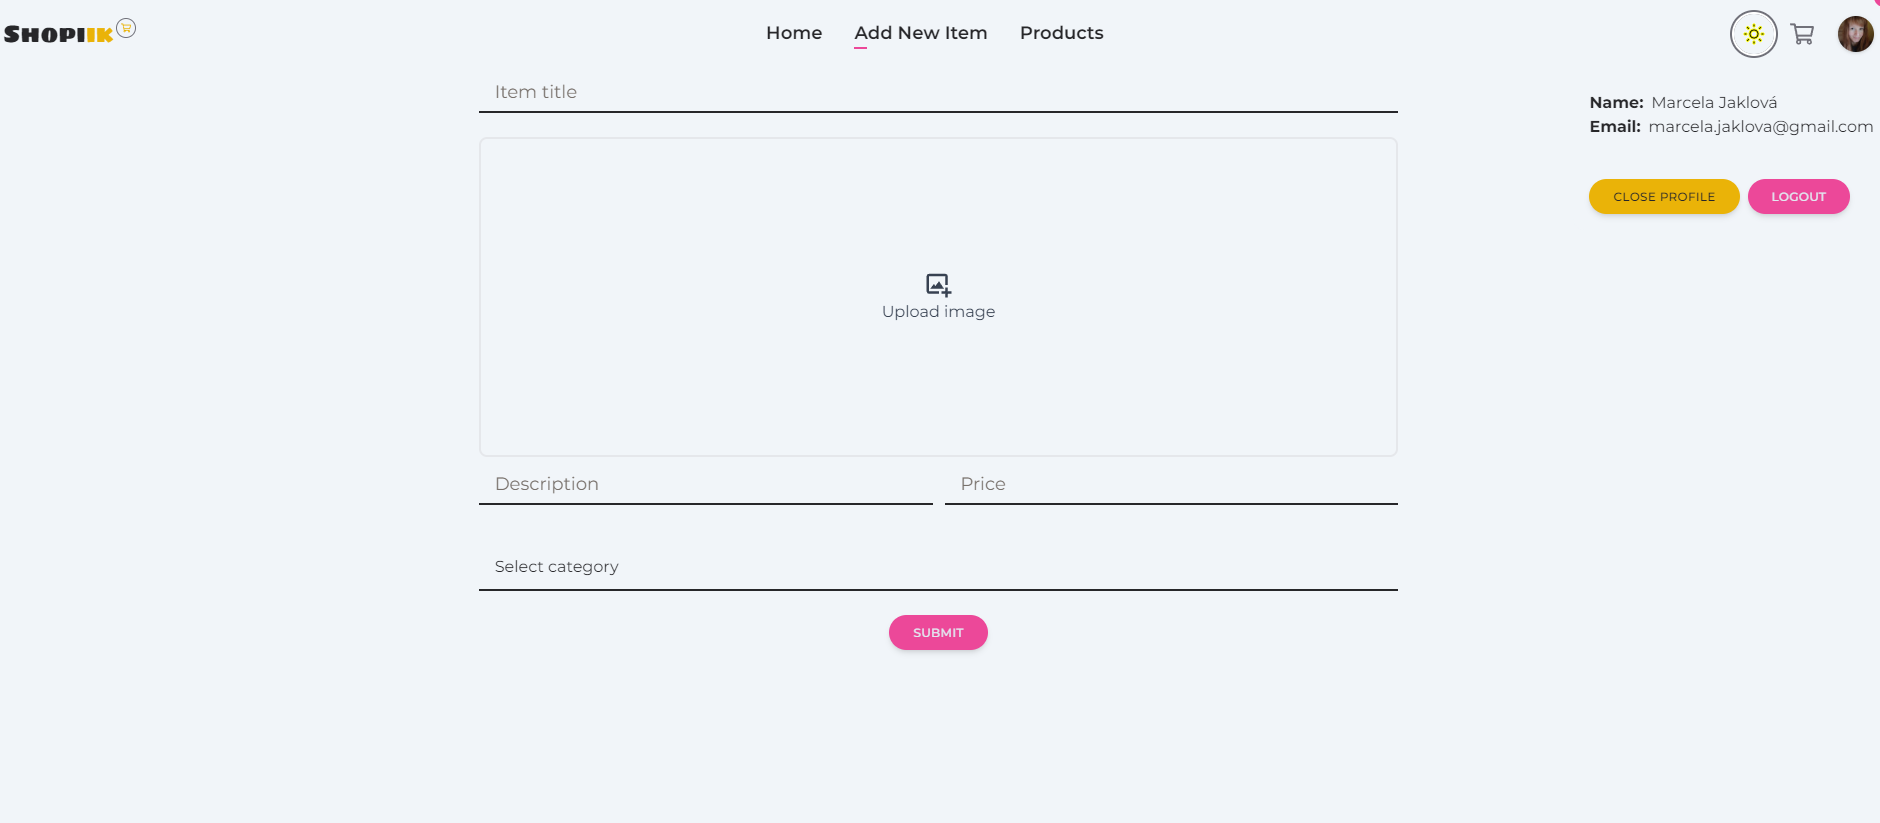 SHOPIIK
Home Add New Item Products
Item title
Name: Marcela Jaklová
Email: marcela.jaklova@gmail.com
CLOSE PROFILE LOGOUT
Upload image
Description Price
Select category
SUBMIT